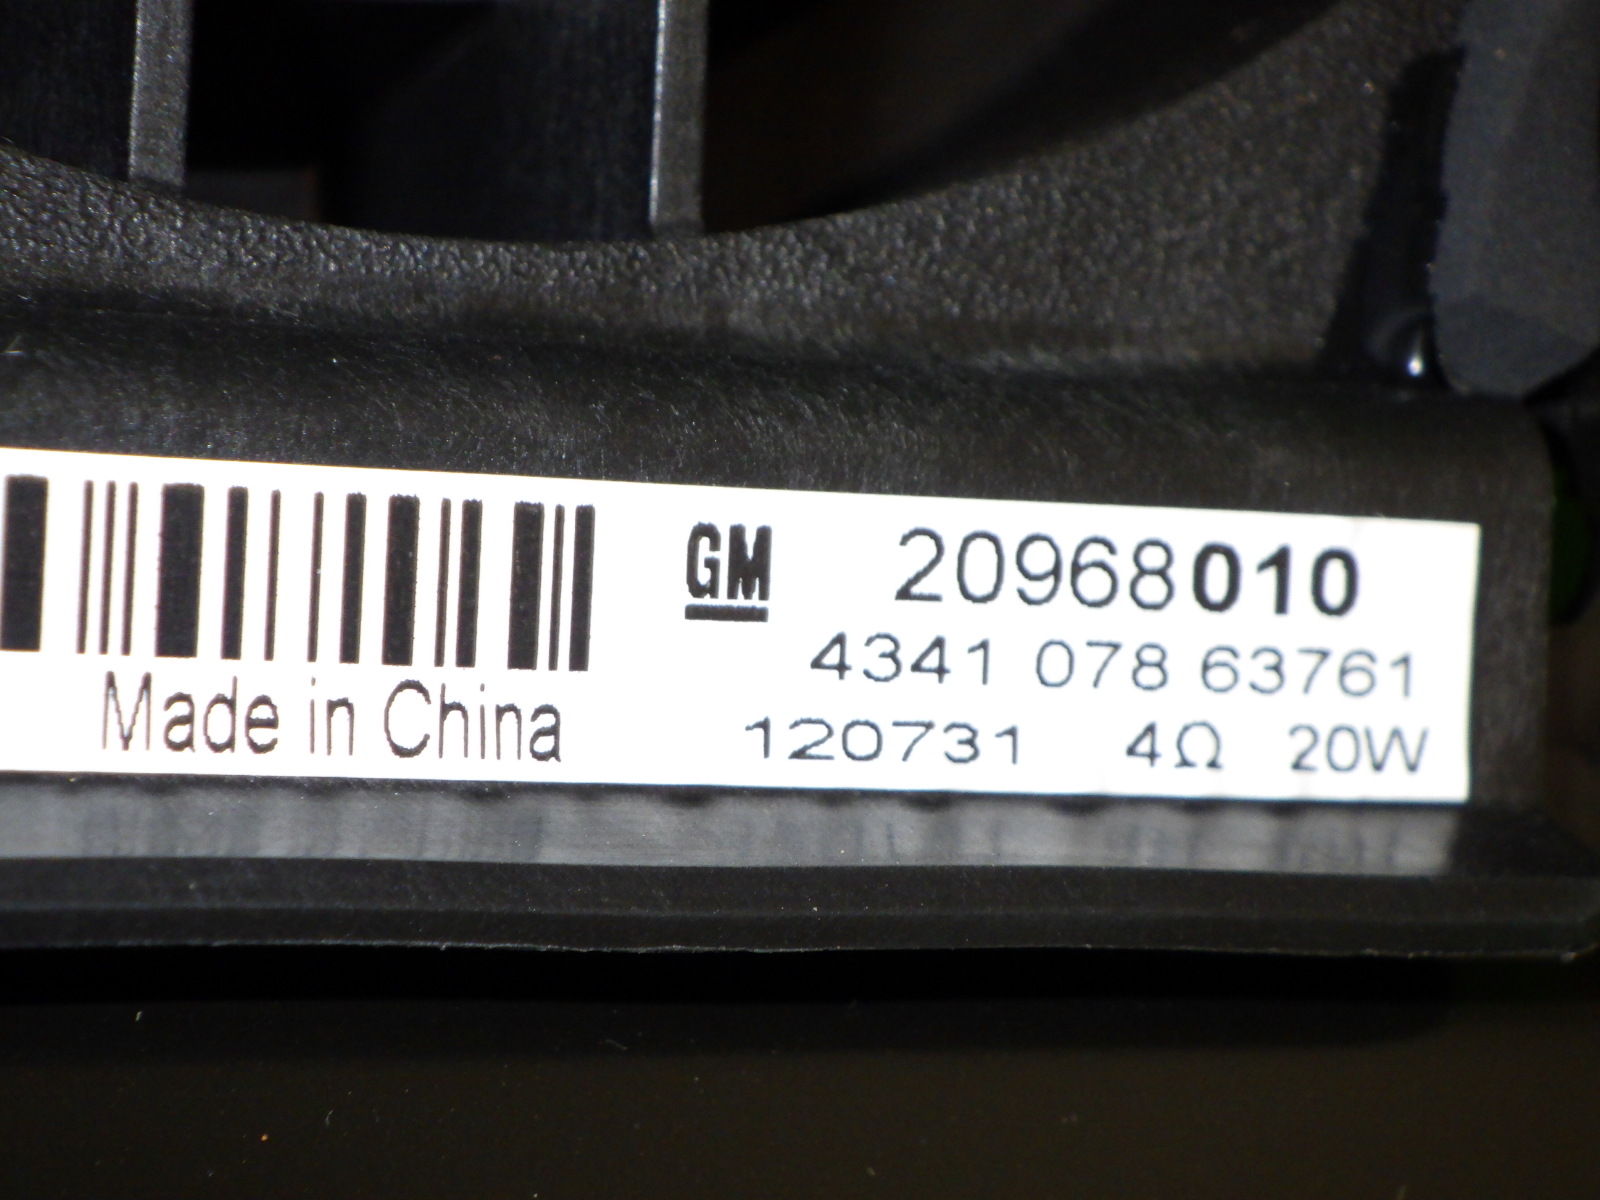 GM 20968010
4341 078 63761
120731 4Ω 20W
Made in China